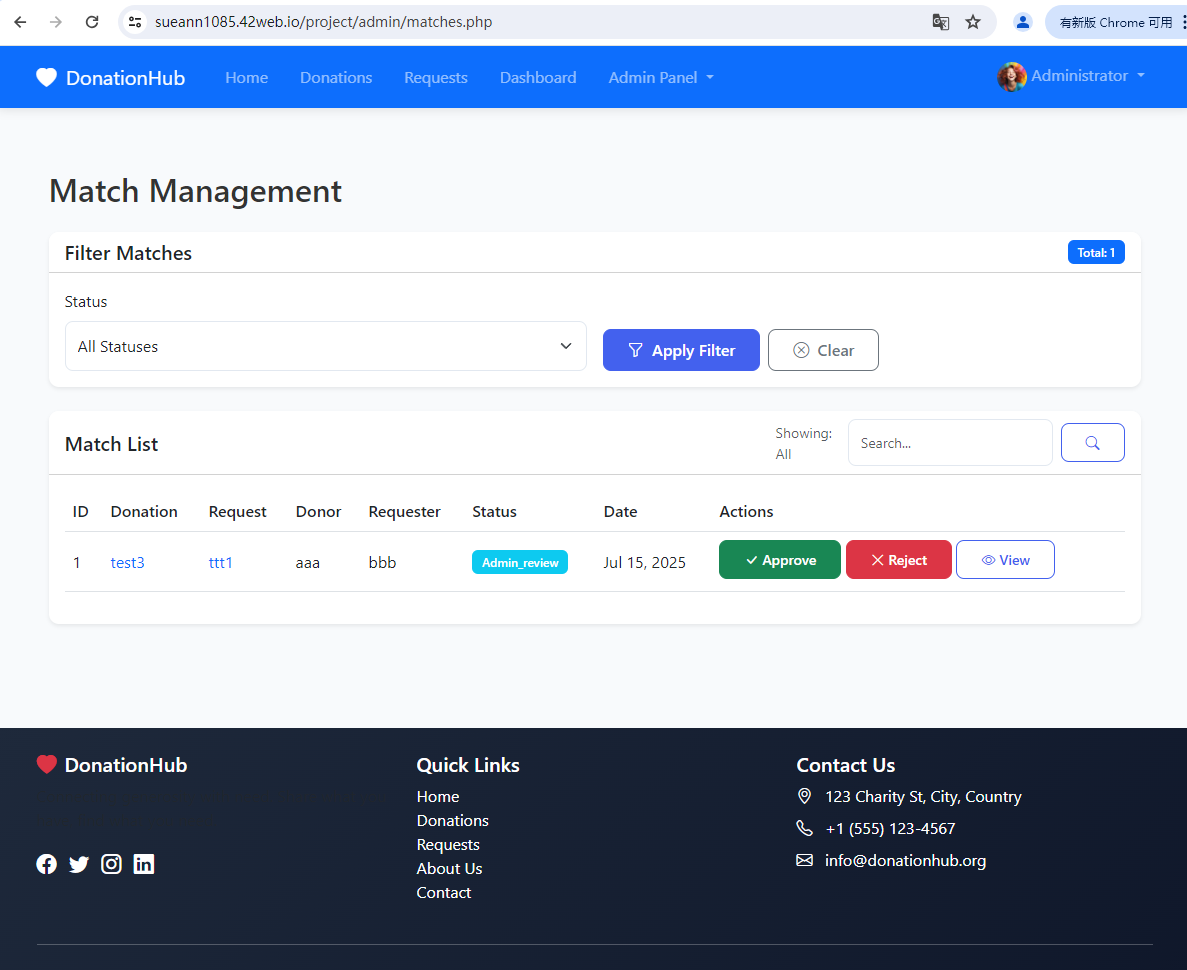 sueann1085.42web.io/project/admin/matches.php
有新版 Chrome 可用
DonationHub Home Donations Requests Dashboard Admin Panel Administrator
Match Management
Filter Matches Total: 1
Status
All Statuses Apply Filter Clear
Match List Showing: All Search...
ID Donation Request Donor Requester Status Date Actions
1 test3 ttt1 aaa bbb Admin_review Jul 15, 2025 Approve Reject View
DonationHub
Quick Links
Home
Donations
Requests
About Us
Contact
Contact Us
123 Charity St, City, Country
+1 (555) 123-4567
info@donationhub.org